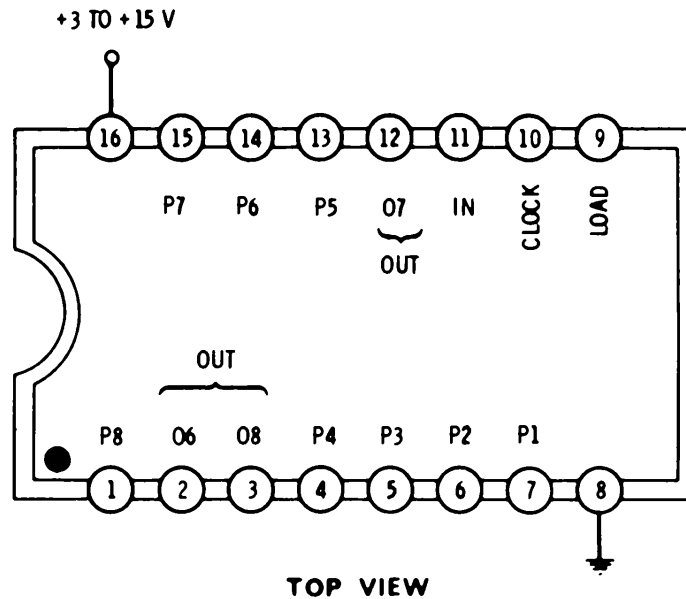 +3 TO +15 V
16 15 14 13 12 11 10 9
P7 P6 P5 O7 IN CLOCK LOAD
OUT
OUT
P8 O6 O8 P4 P3 P2 P1
1 2 3 4 5 6 7 8
TOP VIEW